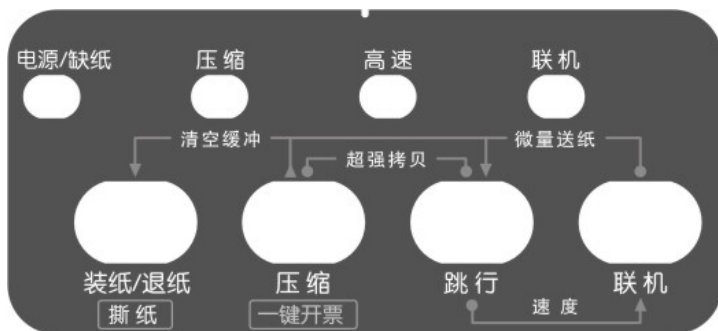 电源/缺纸 压缩 高速 联机
清空缓冲 微量送纸
超强拷贝
装纸/退纸 压缩 跳行 联机
撕纸 一键开票 速度